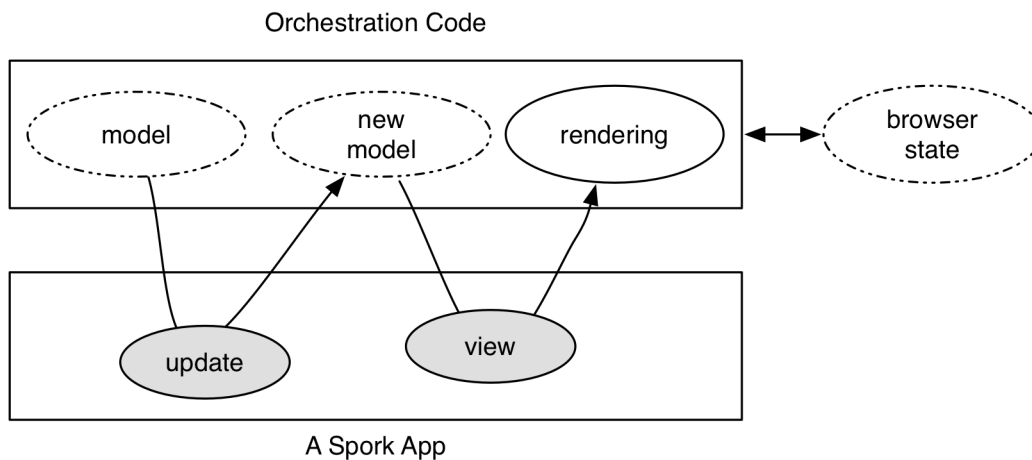 Orchestration Code
model
new
model
rendering
browser
state
update
view
A Spork App